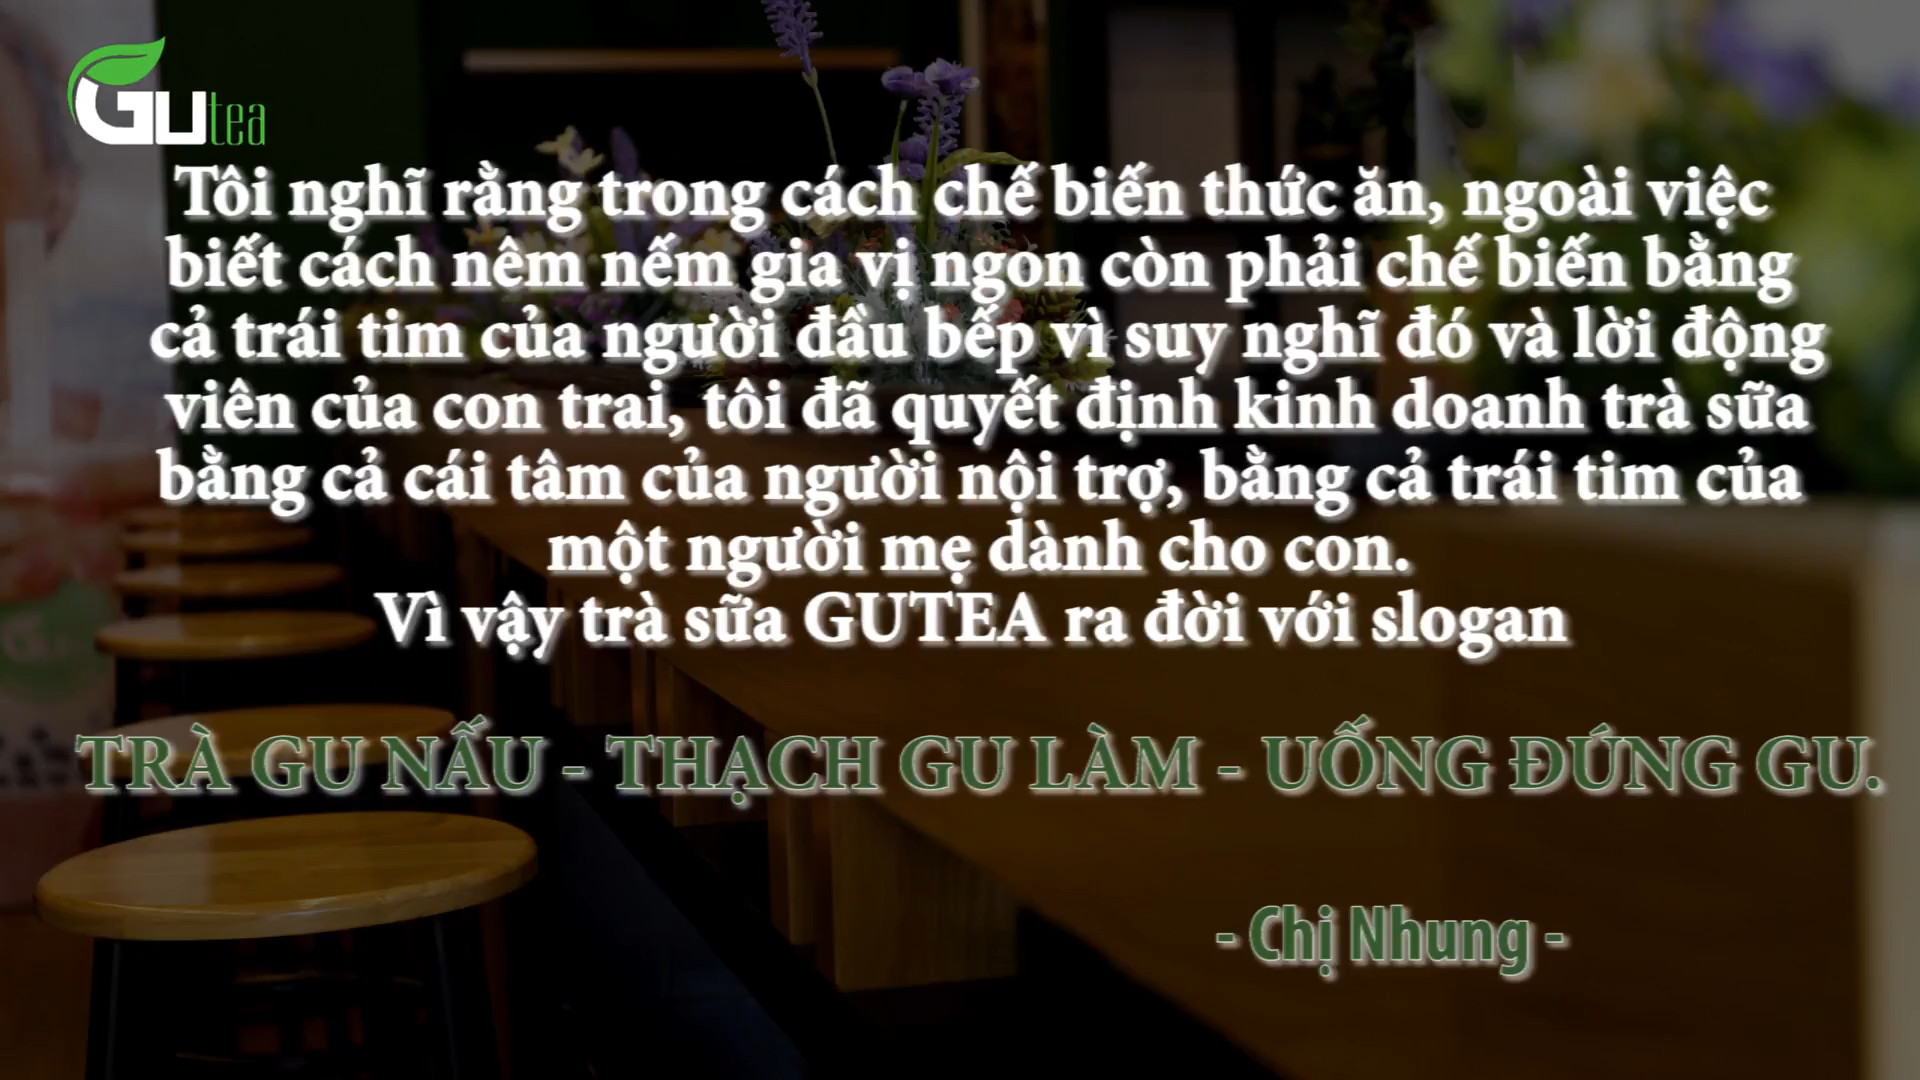 GUtea
Tôi nghĩ rằng trong cách chế biến thức ăn, ngoài việc
biết cách nêm nếm gia vị ngon còn phải chế biến bằng
cả trái tim của người đầu bếp vì suy nghĩ đó và lời động
viên của con trai, tôi đã quyết định kinh doanh trà sữa
bằng cả cái tâm của người nội trợ, bằng cả trái tim của
một người mẹ dành cho con.
Vì vậy trà sữa GUTEA ra đời với slogan
TRÀ GU NẤU - THẠCH GU LÀM - UỐNG ĐÚNG GU.
- Chị Nhung -